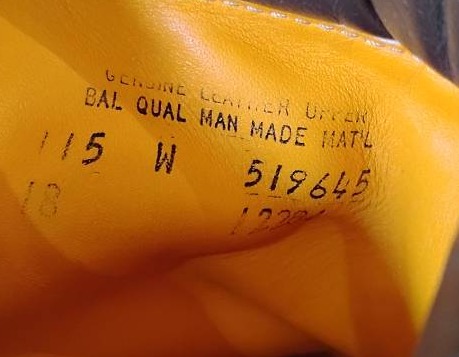 GENUINE LEATHER UPPER
BAL QUAL MAN MADE MAT'L
115 W 519645
18